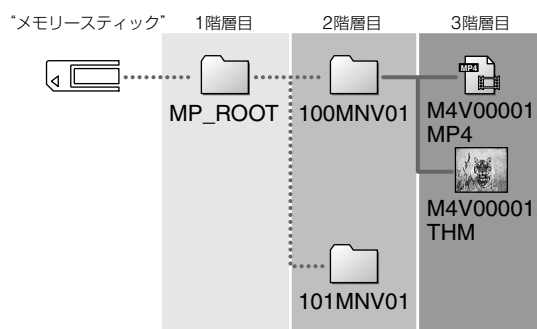 “メモリースティック”
1階層目
2階層目
3階層目
MP_ROOT
100MNV01
MP4
M4V00001
MP4
M4V00001
THM
101MNV01